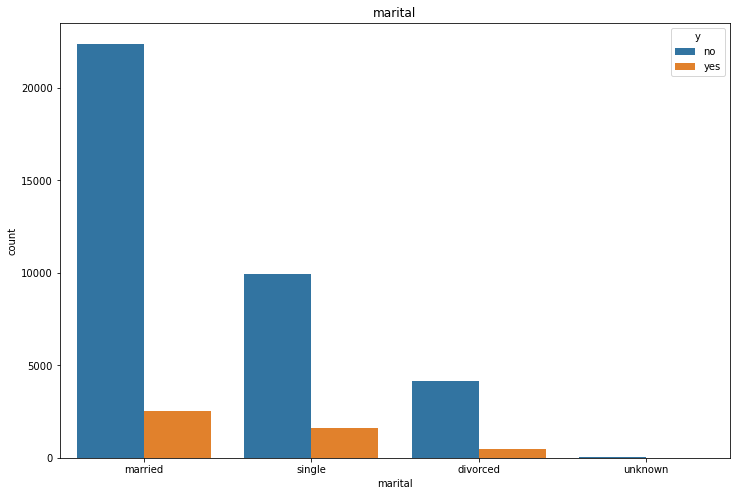 marital
y
no
yes
20000
15000
10000
5000
0
count
married single divorced unknown
marital